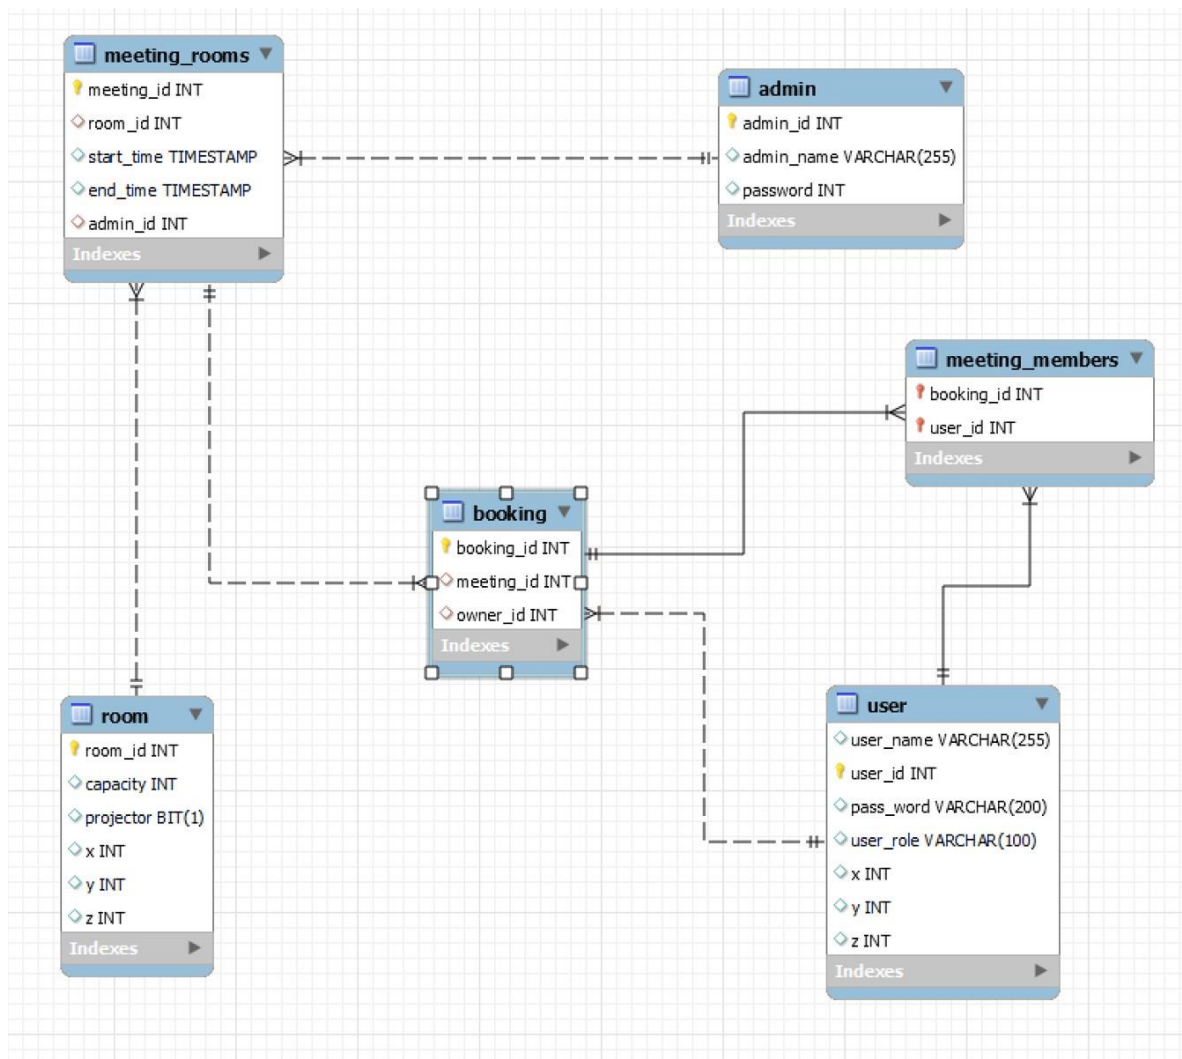 meeting_rooms
meeting_id INT
room_id INT
start_time TIMESTAMP
end_time TIMESTAMP
admin_id INT
Indexes
admin
admin_id INT
admin_name VARCHAR(255)
password INT
Indexes
meeting_members
booking_id INT
user_id INT
Indexes
booking
booking_id INT
meeting_id INT
owner_id INT
Indexes
room
room_id INT
capacity INT
projector BIT(1)
x INT
y INT
z INT
Indexes
user
user_name VARCHAR(255)
user_id INT
pass_word VARCHAR(200)
user_role VARCHAR(100)
x INT
y INT
z INT
Indexes